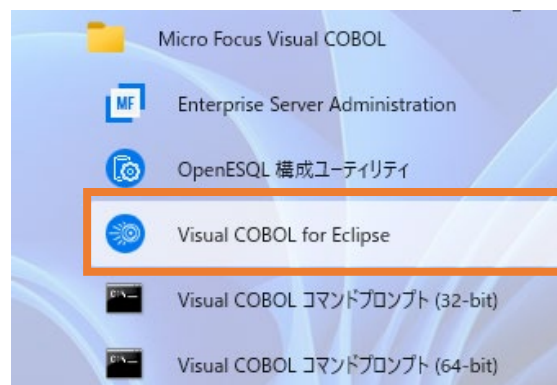 Micro Focus Visual COBOL
MF Enterprise Server Administration
OpenESQL 構成ユーティリティ
Visual COBOL for Eclipse
Visual COBOL コマンドプロンプト (32-bit)
Visual COBOL コマンドプロンプト (64-bit)